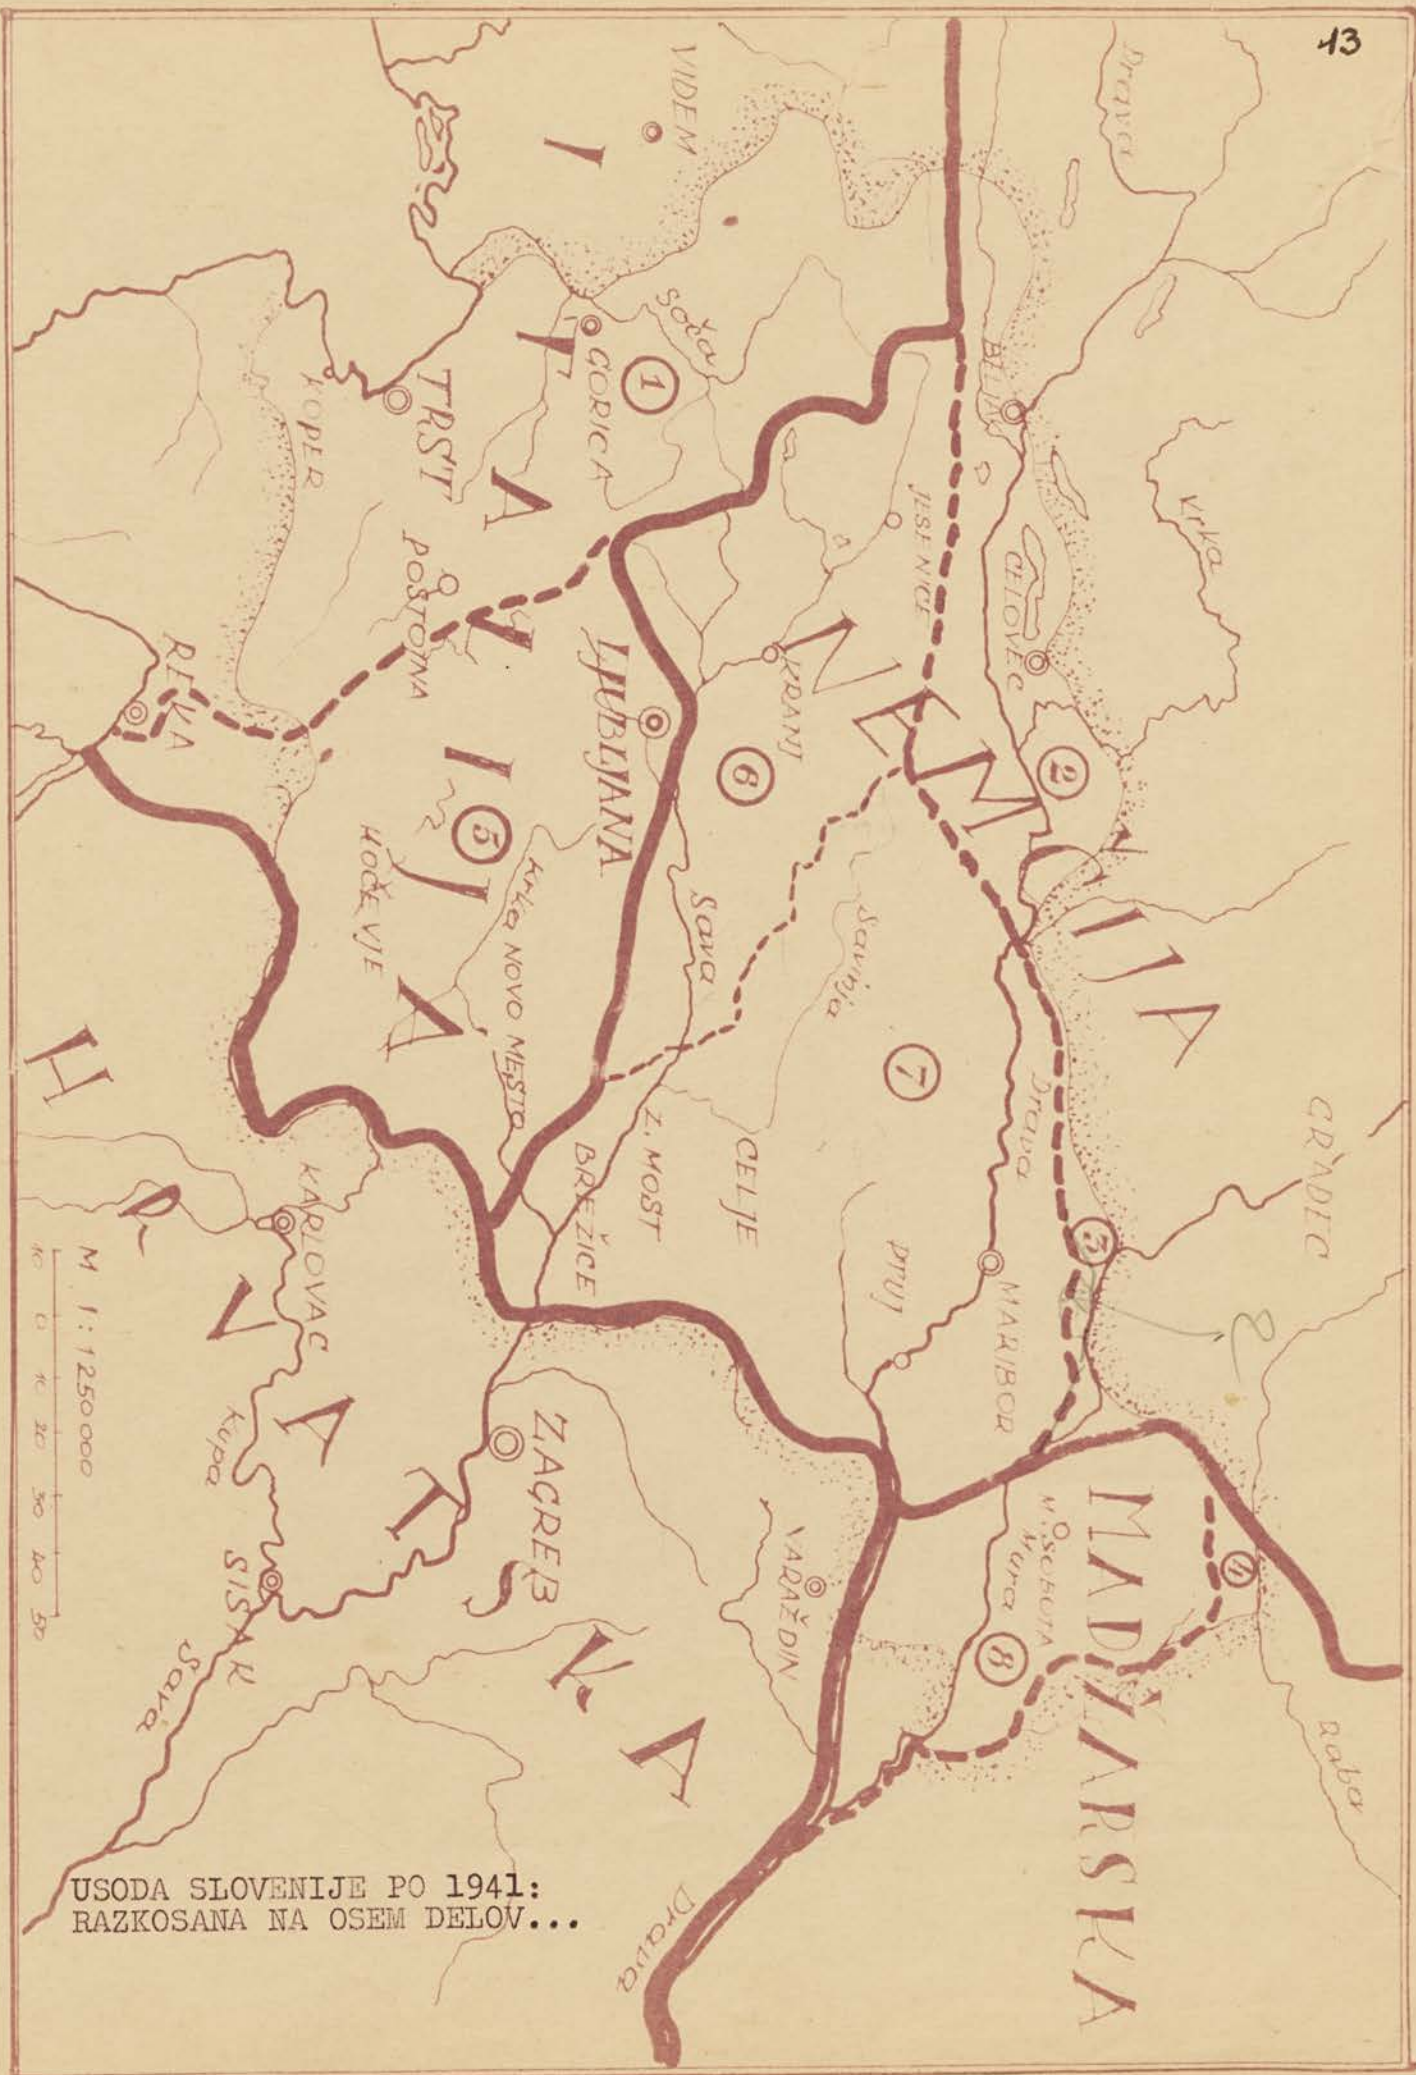 13
Drava
VIDEM
Soča
GORICA
1
TRST
KOPER
POSTOJNA
REKA
ITALIJA
BELJAK
JESENICE
CELOVEC
Krka
2
KRANJ
NEMČIJA
LJUBLJANA
6
5
KOČEVJE
Krka
NOVO MESTO
Sava
Savinja
7
Drava
GRADEC
3
CELJE
Z. MOST
BREŽICE
PTUJ
MARIBOR
2
M. SOBOTA
Mura
4
8
MADŽARSKA
Raba
VARAŽDIN
ZAGREB
KARLOVAC
Kupa
SISAK
Sava
HRVATSKA
Drava
M 1:1250000
10 0 10 20 30 40 50
USODA SLOVENIJE PO 1941:
RAZKOSANA NA OSEM DELOV...